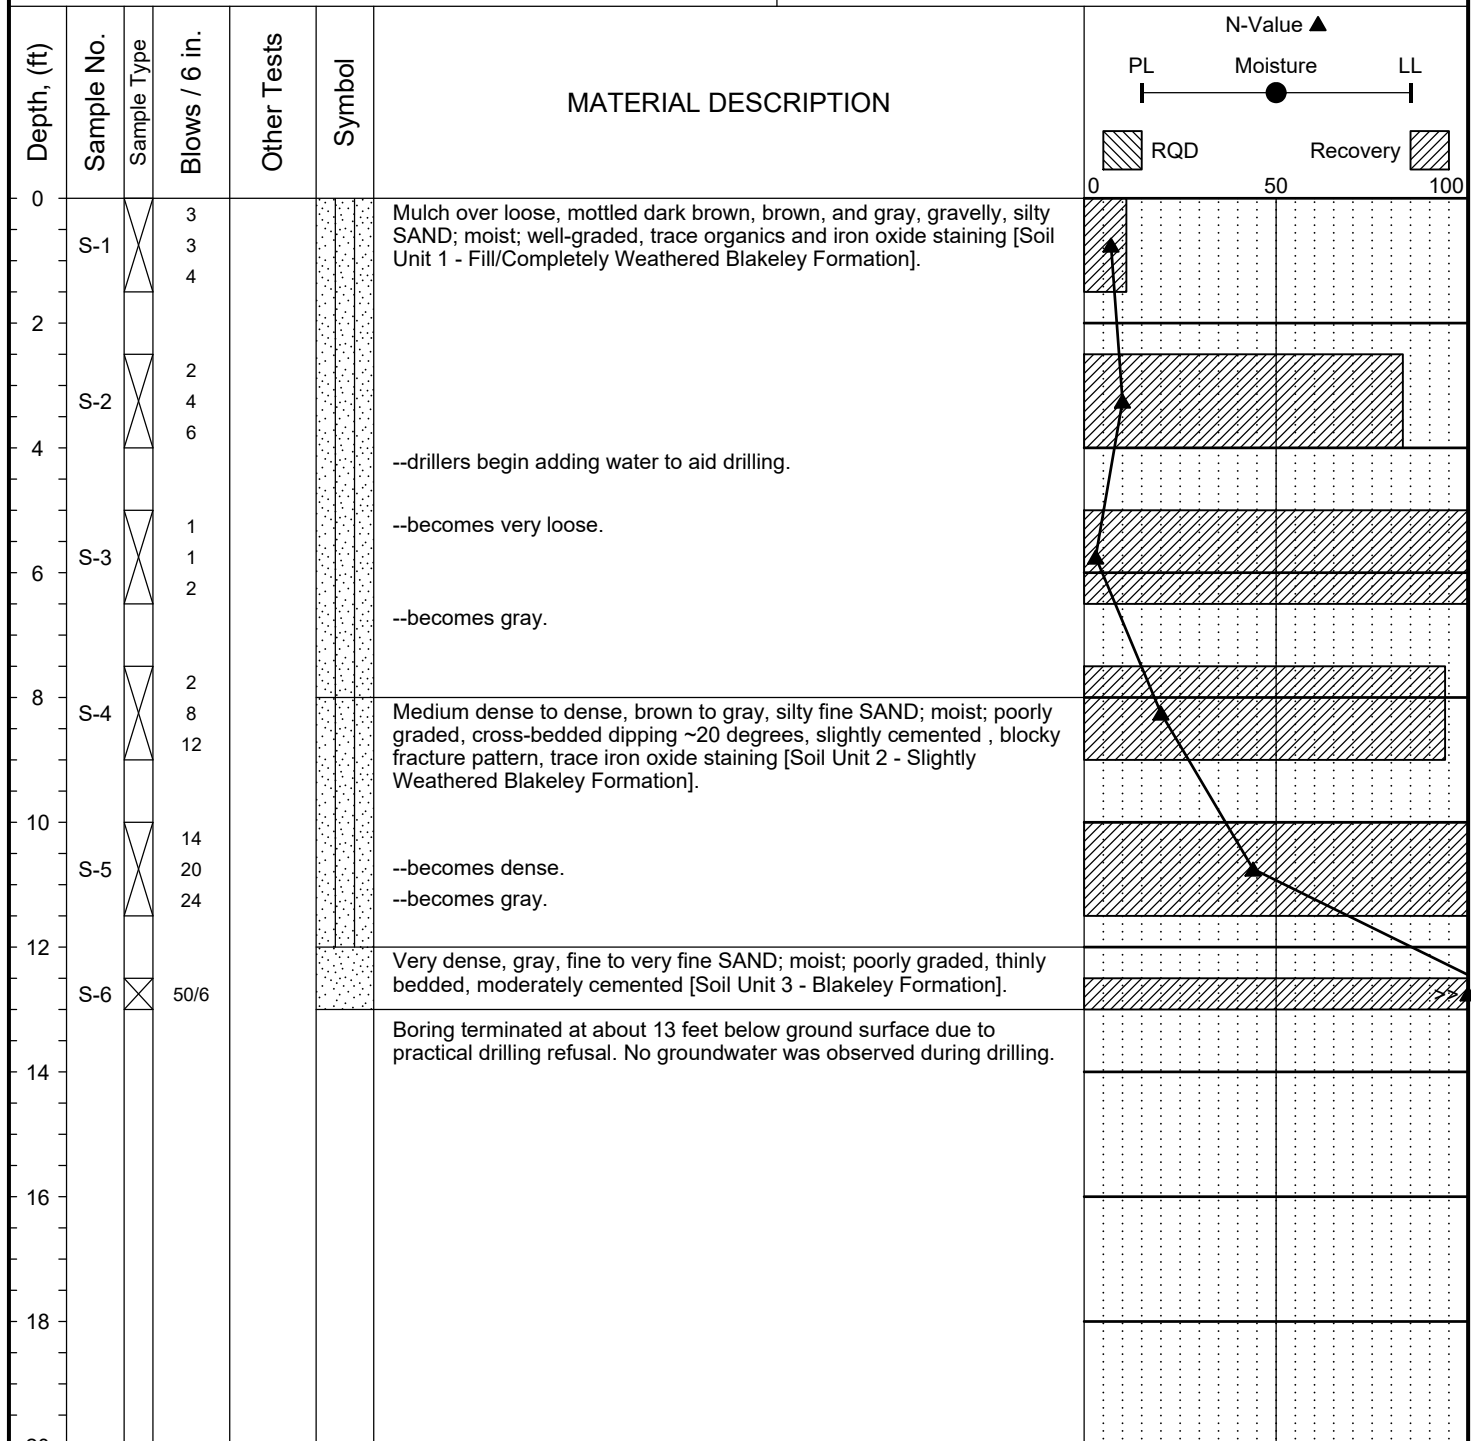 Depth, (ft)
Sample No.
Sample Type
Blows / 6 in.
Other Tests
Symbol
MATERIAL DESCRIPTION
N-Value ▲
PL Moisture LL
RQD Recovery
0 50 100
0
S-1
3
3
4
Mulch over loose, mottled dark brown, brown, and gray, gravelly, silty
SAND; moist; well-graded, trace organics and iron oxide staining [Soil
Unit 1 - Fill/Completely Weathered Blakeley Formation].
2
S-2
2
4
6
4
--drillers begin adding water to aid drilling.
--becomes very loose.
S-3
1
1
2
6
--becomes gray.
S-4
2
8
12
8
Medium dense to dense, brown to gray, silty fine SAND; moist; poorly
graded, cross-bedded dipping ~20 degrees, slightly cemented , blocky
fracture pattern, trace iron oxide staining [Soil Unit 2 - Slightly
Weathered Blakeley Formation].
10
S-5
14
20
24
--becomes dense.
--becomes gray.
12
Very dense, gray, fine to very fine SAND; moist; poorly graded, thinly
bedded, moderately cemented [Soil Unit 3 - Blakeley Formation].
S-6
50/6
>>
Boring terminated at about 13 feet below ground surface due to
practical drilling refusal. No groundwater was observed during drilling.
14
16
18